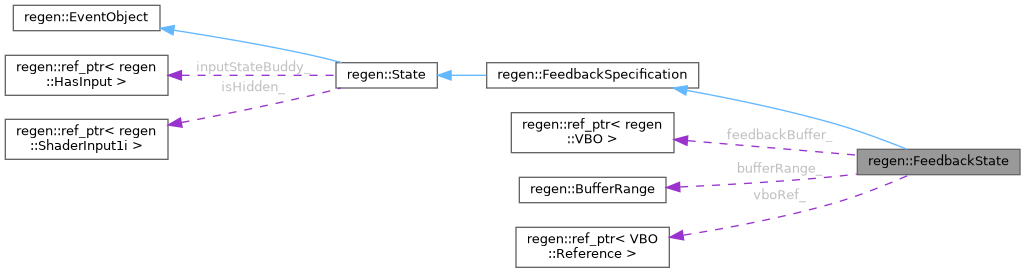 regen::EventObject
regen::ref_ptr< regen
::HasInput >
inputStateBuddy_
isHidden_
regen::State
regen::FeedbackSpecification
regen::ref_ptr< regen
::ShaderInput1i >
regen::ref_ptr< regen
::VBO >
feedbackBuffer_
regen::FeedbackState
bufferRange_
regen::BufferRange
vboRef_
regen::ref_ptr< VBO
::Reference >